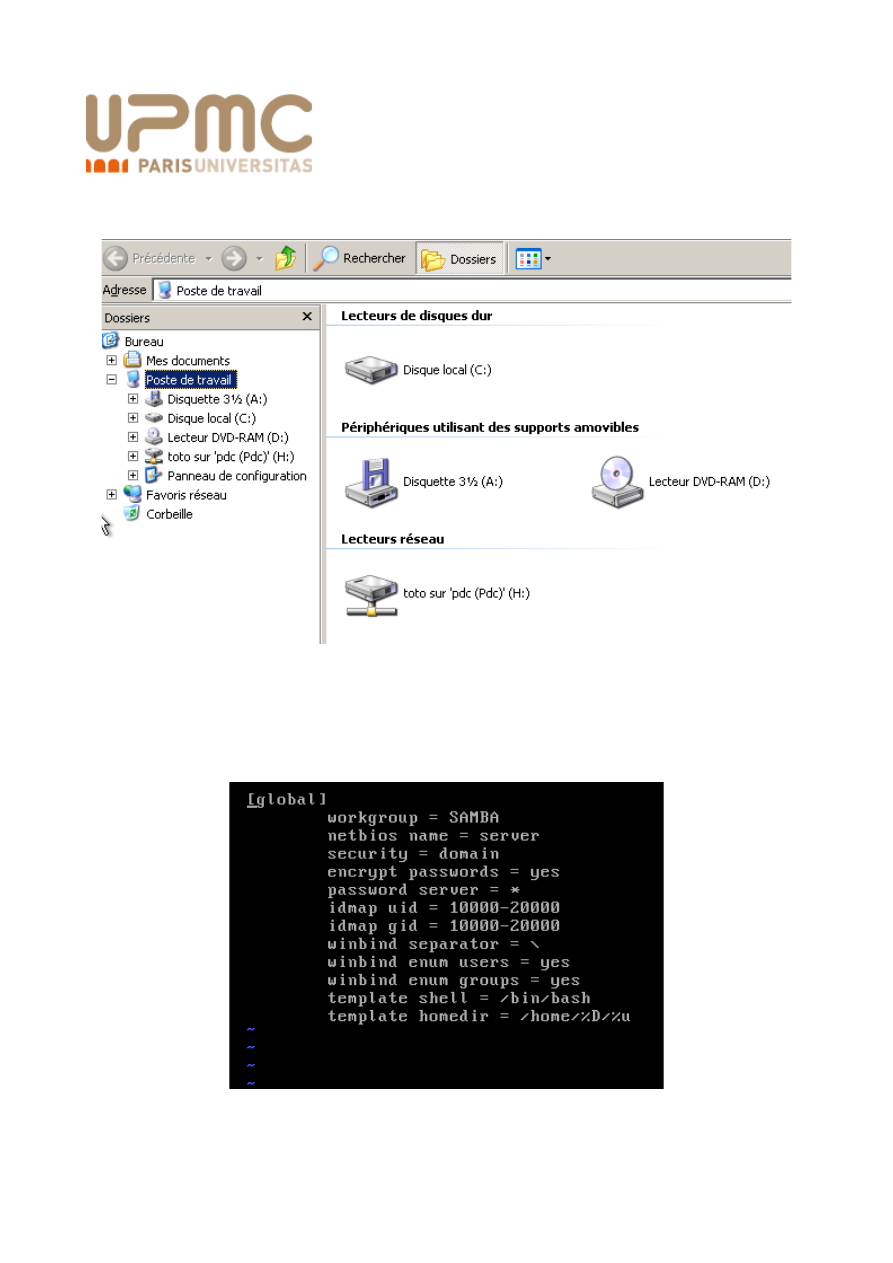 UPMC
PARISUNIVERSITAS
Précédente Rechercher Dossiers
Adresse Poste de travail
Dossiers
Bureau
Mes documents
Poste de travail
Disquette 3½ (A:)
Disque local (C:)
Lecteur DVD-RAM (D:)
toto sur 'pdc (Pdc)' (H:)
Panneau de configuration
Favoris réseau
Corbeille
Lecteurs de disques dur
Disque local (C:)
Périphériques utilisant des supports amovibles
Disquette 3½ (A:) Lecteur DVD-RAM (D:)
Lecteurs réseau
toto sur 'pdc (Pdc)' (H:)
[global]
workgroup = SAMBA
netbios name = server
security = domain
encrypt passwords = yes
password server = *
idmap uid = 10000-20000
idmap gid = 10000-20000
winbind separator = \
winbind enum users = yes
winbind enum groups = yes
template shell = /bin/bash
template homedir = /home/%D/%u
~
~
~
~